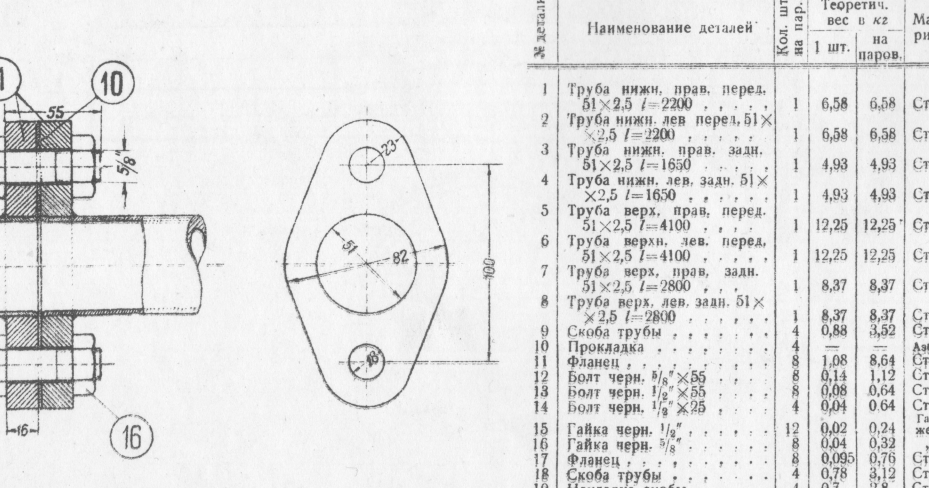 10
55
5/8
16
16
23
51
82
100
18
№ детали
Наименование деталей
Кол. шт. на пар.
Теоретич.
вес в кг
1 шт.
на
паров.
1 Труба нижн. прав. перед.
51×2,5 l=2200 . . . . . 1 6,58 6,58 Ст
2 Труба нижн. лев перед. 51×
×2,5 l=2200 . . . . . 1 6,58 6,58 Ст
3 Труба нижн. прав. задн.
51×2,5 l=1650 . . . . . 1 4,93 4,93 Ст
4 Труба нижн. лев. задн. 51×
×2,5 l=1650 . . . . . . 1 4,93 4,93 Ст
5 Труба верх. прав. перед.
51×2,5 l=4100 . . . . 1 12,25 12,25 Ст
6 Труба верхн. лев. перед.
51×2,5 l=4100 . . . . . 1 12,25 12,25 Ст
7 Труба верх. прав. задн.
51×2,5 l=2800 . . . . . 1 8,37 8,37 Ст
8 Труба верх. лев. задн. 51×
×2,5 l=2800 . . . . . . 1 8,37 8,37 Ст
9 Скоба трубы . . . . . . 4 0,88 3,52 Ст
10 Прокладка . . . . . . . 4 — —
11 Фланец . . . . . . . . 8 1,08 8,64 Ст
12 Болт черн. 5/8"×55 . . . 8 0,14 1,12 Ст
13 Болт черн. 1/2"×55 . . . 8 0,08 0,64 Ст
14 Болт черн. 1/2"×25 . . . 4 0,04 0.64 Ст
15 Гайка черн. 1/2" . . . . . 12 0,02 0,24
16 Гайка черн. 5/8" . . . . . 8 0.04 0,32
17 Фланец . . . . . . . . 8 0,095 0,76 Ст
18 Скоба трубы . . . . . . 4 0,78 3,12 Ст